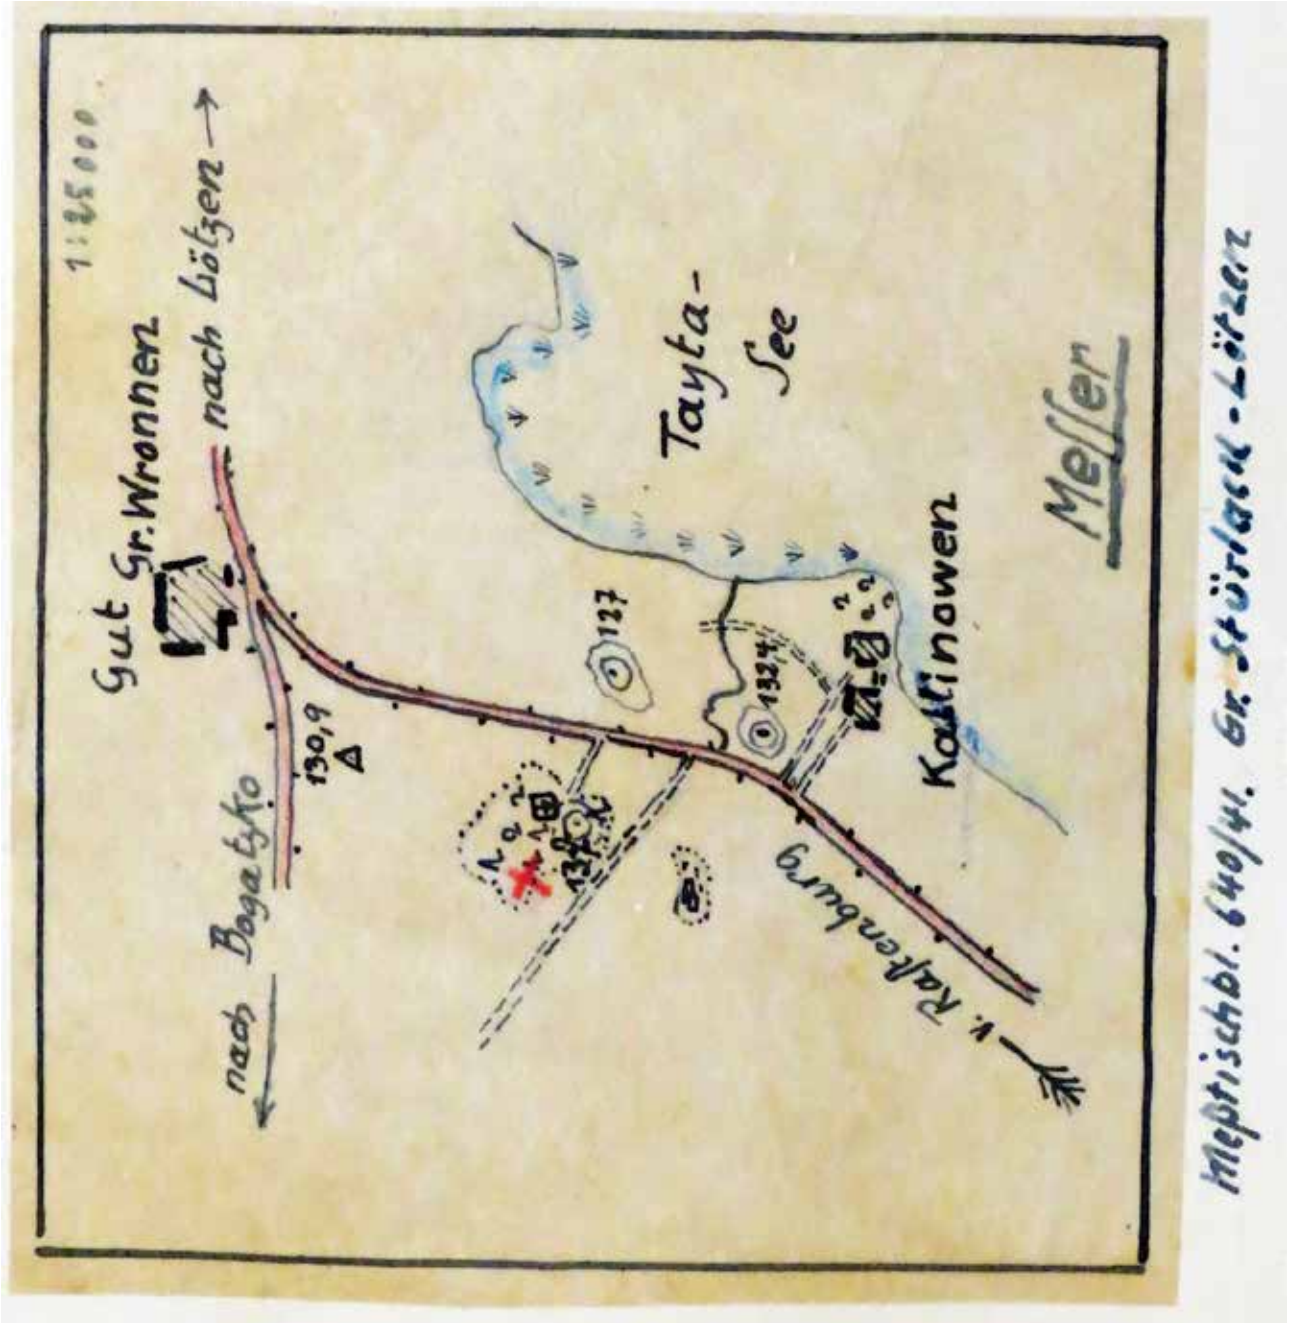 1:25000
Gut Gr. Wronnen
nach Lötzen
nach Bogatzko
130,9
127
137
132,4
Tayta-
See
Kallinowen
v. Rastenburg
Messer
Meßtischbl. 640/41. Gr. Stürlack-Lötzen